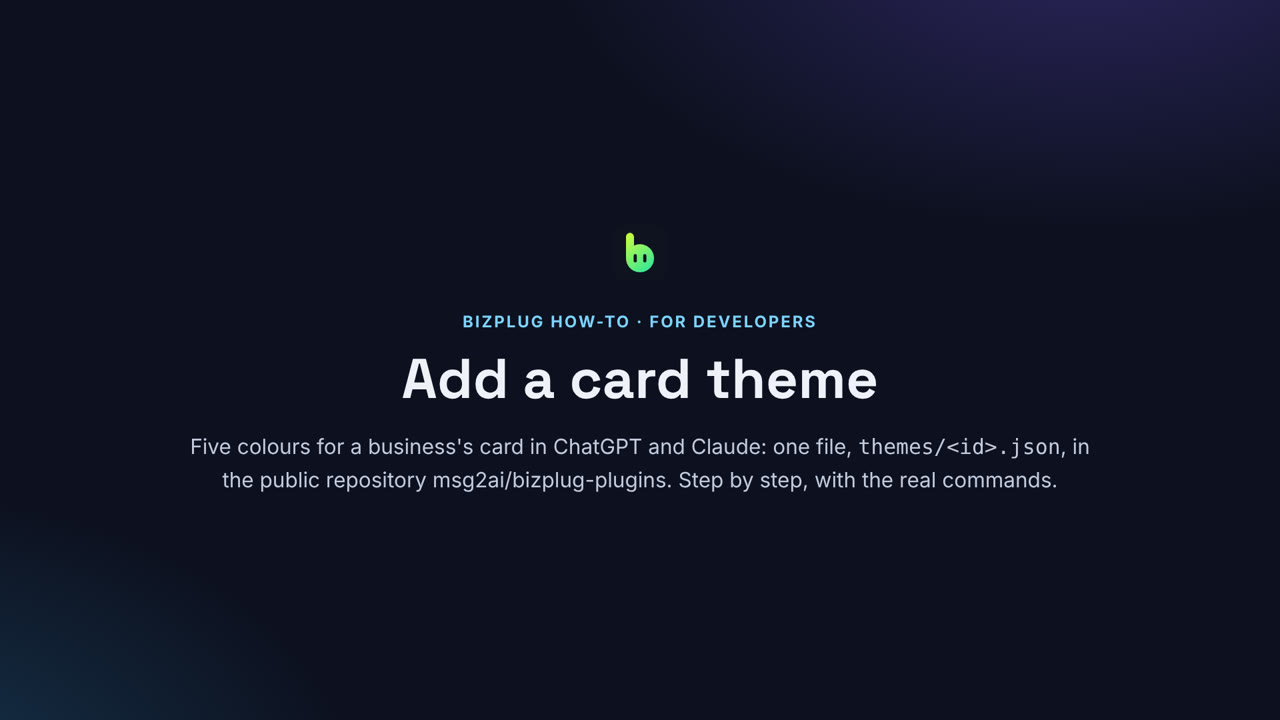 BIZPLUG HOW-TO · FOR DEVELOPERS
Add a card theme
Five colours for a business's card in ChatGPT and Claude: one file, themes/<id>.json, in
the public repository msg2ai/bizplug-plugins. Step by step, with the real commands.